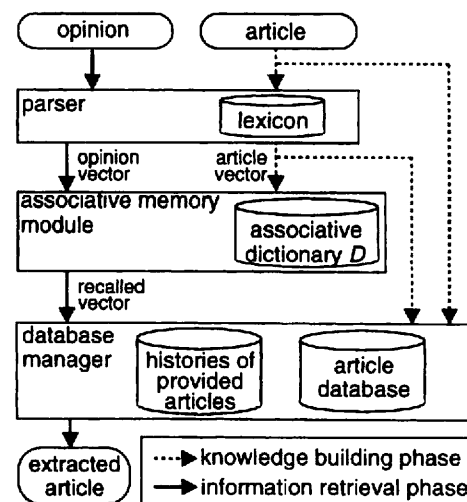 opinion
article
parser
lexicon
opinion
vector
article
vector
associative memory
module
associative
dictionary D
recalled
vector
database
manager
histories of
provided
articles
article
database
extracted
article
knowledge building phase
information retrieval phase